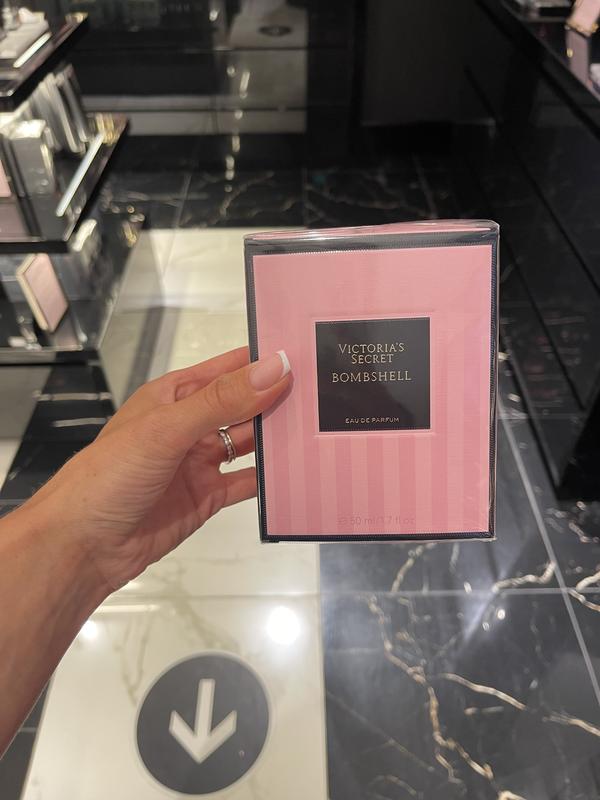 VICTORIA'S
SECRET
BOMBSHELL
EAU DE PARFUM
℮ 50 ml/1.7 fl oz